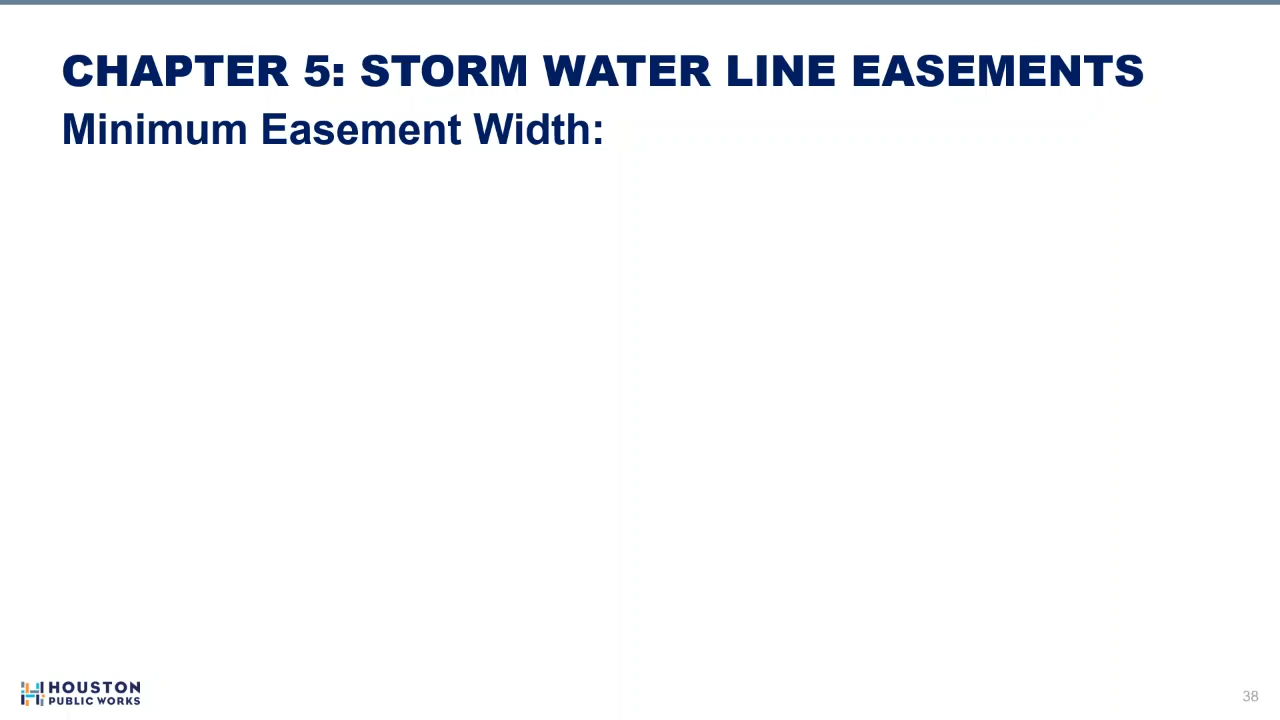 CHAPTER 5: STORM WATER LINE EASEMENTS
Minimum Easement Width:
HOUSTON
PUBLIC WORKS
38